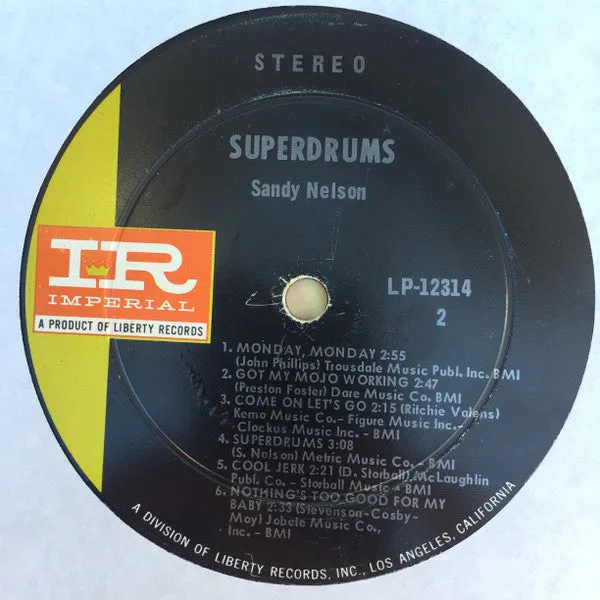 STEREO
SUPERDRUMS
Sandy Nelson
IR
IMPERIAL
A PRODUCT OF LIBERTY RECORDS
LP-12314
2
1. MONDAY, MONDAY 2:55
(John Phillips) Trousdale Music Publ. Inc. BMI
2. GOT MY MOJO WORKING 2:47
(Preston Foster) Dare Music Co. BMI
3. COME ON LET'S GO 2:15 (Ritchie Valens)
Kemo Music Co.- Figure Music Inc.-
Clockus Music Inc. - BMI
4. SUPERDRUMS 3:08
(S. Nelson) Metric Music Co. - BMI
5. COOL JERK 2:21 (D. Storball) McLaughlin
Publ. Co. - Storball Music - BMI
6. NOTHING'S TOO GOOD FOR MY
BABY 2:33 (Stevenson-Cosby-
Moy) Jobete Music Co.,
Inc. - BMI
A DIVISION OF LIBERTY RECORDS, INC., LOS ANGELES, CALIFORNIA